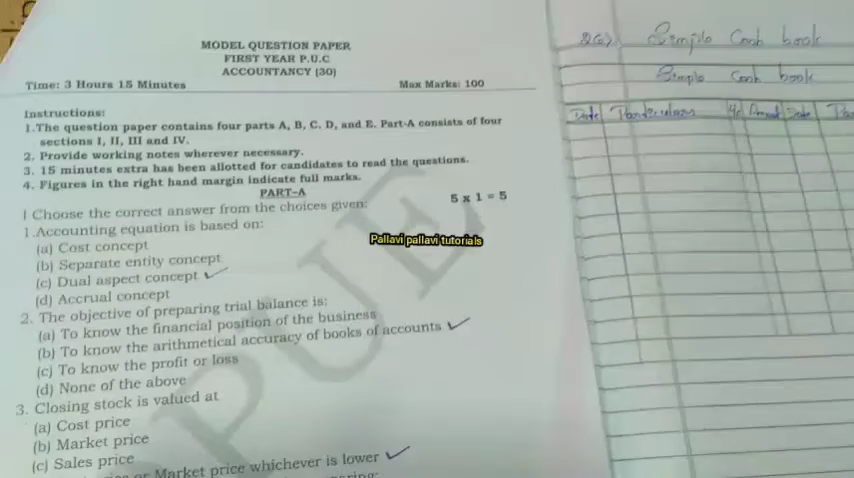 MODEL QUESTION PAPER
FIRST YEAR P.U.C
ACCOUNTANCY (30)
Time: 3 Hours 15 Minutes Max Marks: 100
Instructions:
1.The question paper contains four parts A, B, C. D, and E. Part-A consists of four
sections I, II, III and IV.
2. Provide working notes wherever necessary.
3. 15 minutes extra has been allotted for candidates to read the questions.
4. Figures in the right hand margin indicate full marks.
PART-A
I Choose the correct answer from the choices given: 5 x 1 = 5
1.Accounting equation is based on:
(a) Cost concept
(b) Separate entity concept
(c) Dual aspect concept
(d) Accrual concept
2. The objective of preparing trial balance is:
(a) To know the financial position of the business
(b) To know the arithmetical accuracy of books of accounts
(c) To know the profit or loss
(d) None of the above
3. Closing stock is valued at
(a) Cost price
(b) Market price
(c) Sales price
or Market price whichever is lower
Pallavi pallavi tutorials
Simple Cash book
Simple Cash book
Date Particulars Date